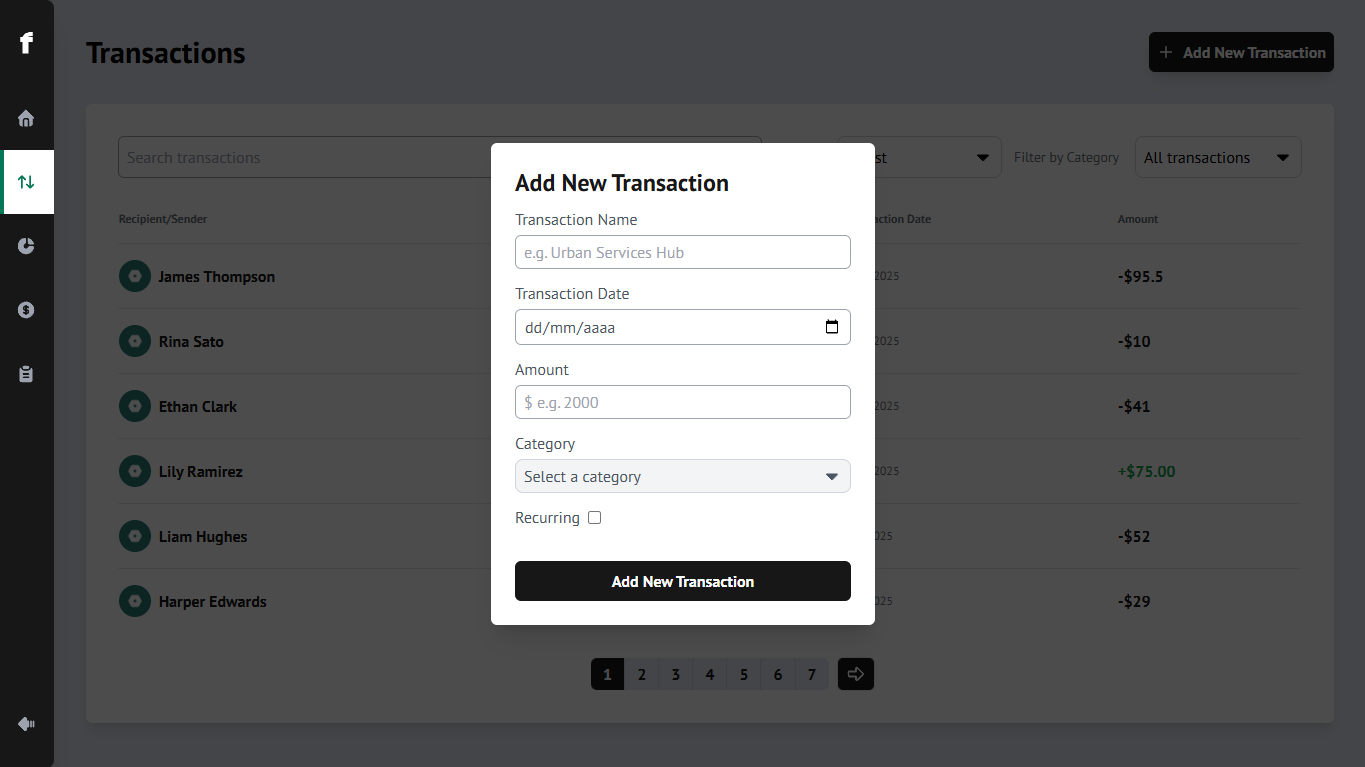 f
Transactions
+ Add New Transaction
Search transactions
st
Filter by Category
All transactions
Recipient/Sender
action Date
Amount
James Thompson
2025
-$95.5
Rina Sato
2025
-$10
Ethan Clark
2025
-$41
Lily Ramirez
2025
+$75.00
Liam Hughes
025
-$52
Harper Edwards
025
-$29
1 2 3 4 5 6 7
Add New Transaction
Transaction Name
e.g. Urban Services Hub
Transaction Date
dd/mm/aaaa
Amount
$ e.g. 2000
Category
Select a category
Recurring
Add New Transaction